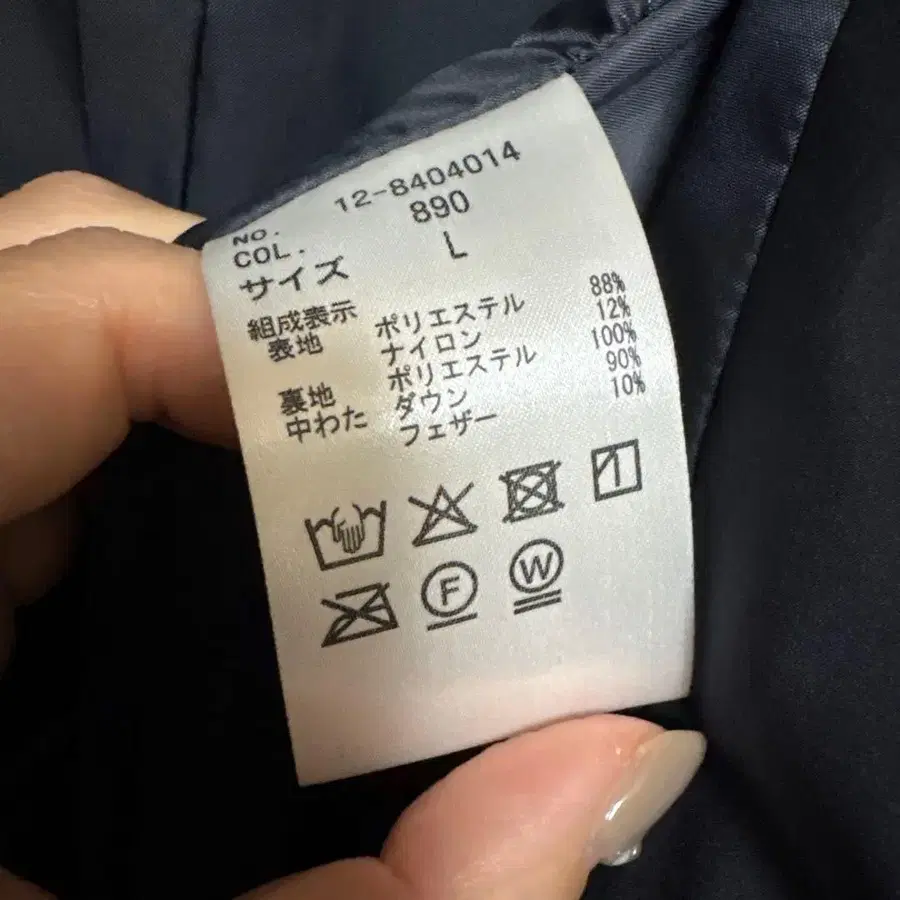 NO. 12-8404014
COL. 890
サイズ L
組成表示
表地 ポリエステル 88%
ナイロン 12%
裏地 ポリエステル 100%
中わた ダウン 90%
フェザー 10%
F W